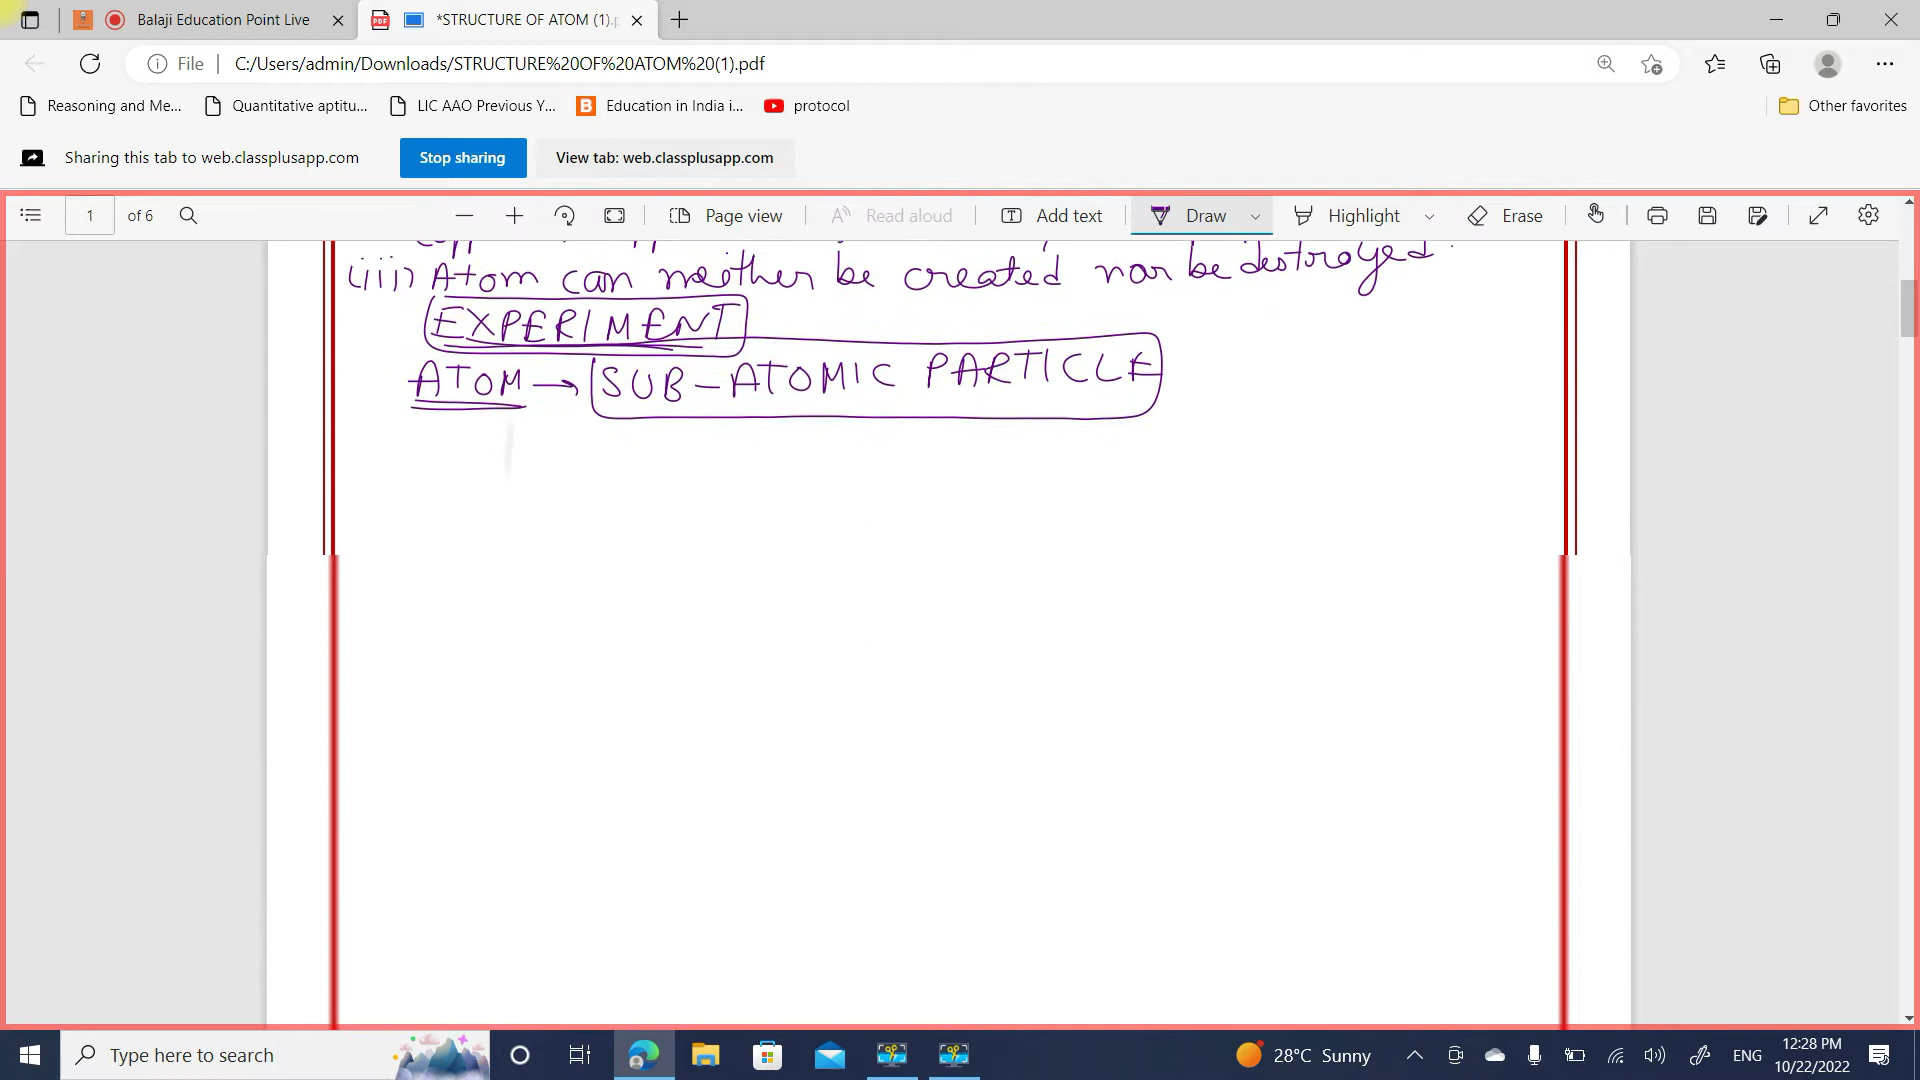 Balaji Education Point Live
*STRUCTURE OF ATOM (1).p
File
C:/Users/admin/Downloads/STRUCTURE%20OF%20ATOM%20(1).pdf
Reasoning and Me...
Quantitative aptitu...
LIC AAO Previous Y...
Education in India i...
protocol
Other favorites
Sharing this tab to web.classplusapp.com
Stop sharing
View tab: web.classplusapp.com
1 of 6
Page view
Read aloud
Add text
Draw
Highlight
Erase
(iii) Atom can neither be created nor be destroyed.
EXPERIMENT
ATOM → SUB-ATOMIC PARTICLE
Type here to search
28°C Sunny
ENG
12:28 PM
10/22/2022